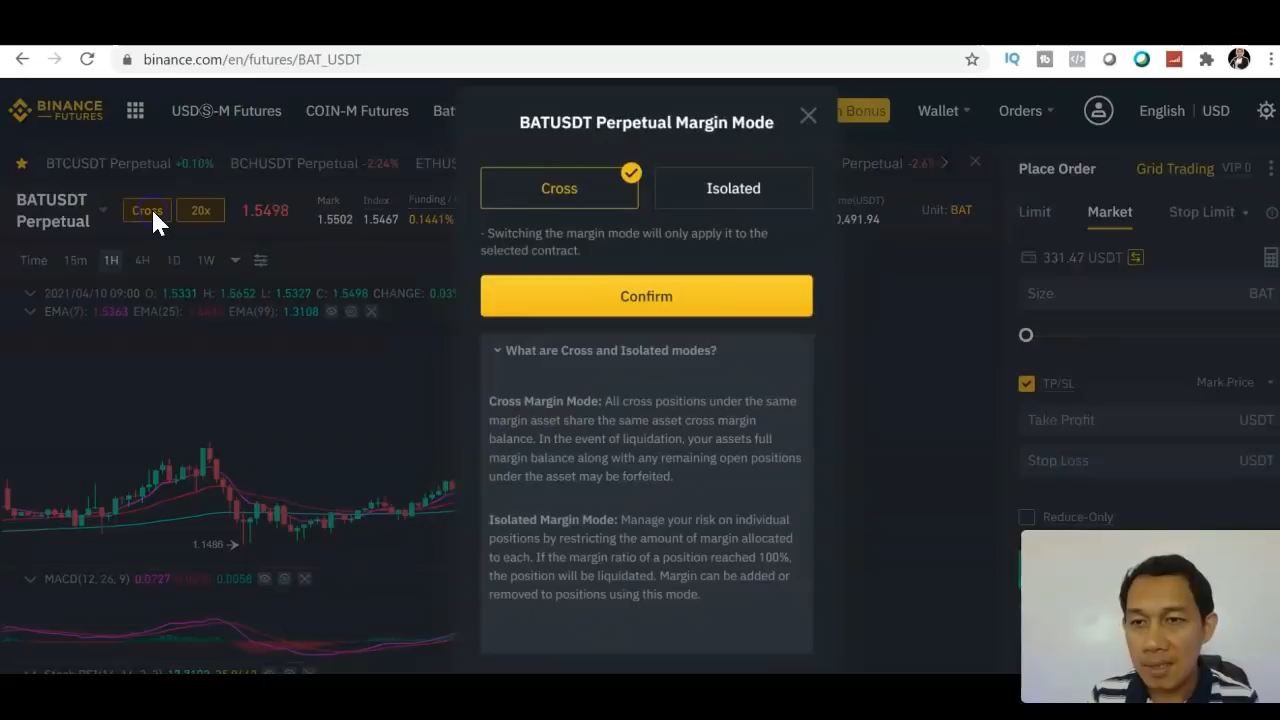 binance.com/en/futures/BAT_USDT
IQ
BINANCE
FUTURES
USDⓈ-M Futures
COIN-M Futures
Bat
Bonus
Wallet
Orders
English
USD
BTCUSDT Perpetual +0.10%
BCHUSDT Perpetual -2.24%
ETHUS
Perpetual
BATUSDT
Perpetual
Cross
20x
1.5498
Mark
1.5502
Index
1.5467
Funding /
0.1441%
0,491.94
Unit: BAT
Time 15m 1H 4H 1D 1W
2021/04/10 09:00 O: 1.5331 H: 1.5652 L: 1.5327 C: 1.5498 CHANGE: 0.03
EMA(7): 1.5363 EMA(25): EMA(99): 1.3108
1.1486
MACD(12, 26, 9) 0.0727 0.0058
BATUSDT Perpetual Margin Mode
Cross
Isolated
- Switching the margin mode will only apply it to the
selected contract.
Confirm
What are Cross and Isolated modes?
Cross Margin Mode: All cross positions under the same
margin asset share the same asset cross margin
balance. In the event of liquidation, your assets full
margin balance along with any remaining open positions
under the asset may be forfeited.
Isolated Margin Mode: Manage your risk on individual
positions by restricting the amount of margin allocated
to each. If the margin ratio of a position reached 100%,
the position will be liquidated. Margin can be added or
removed to positions using this mode.
Place Order
Grid Trading
VIP 0
Limit
Market
Stop Limit
331.47 USDT
Size
BAT
TP/SL
Mark Price
Take Profit
USDT
Stop Loss
USDT
Reduce-Only